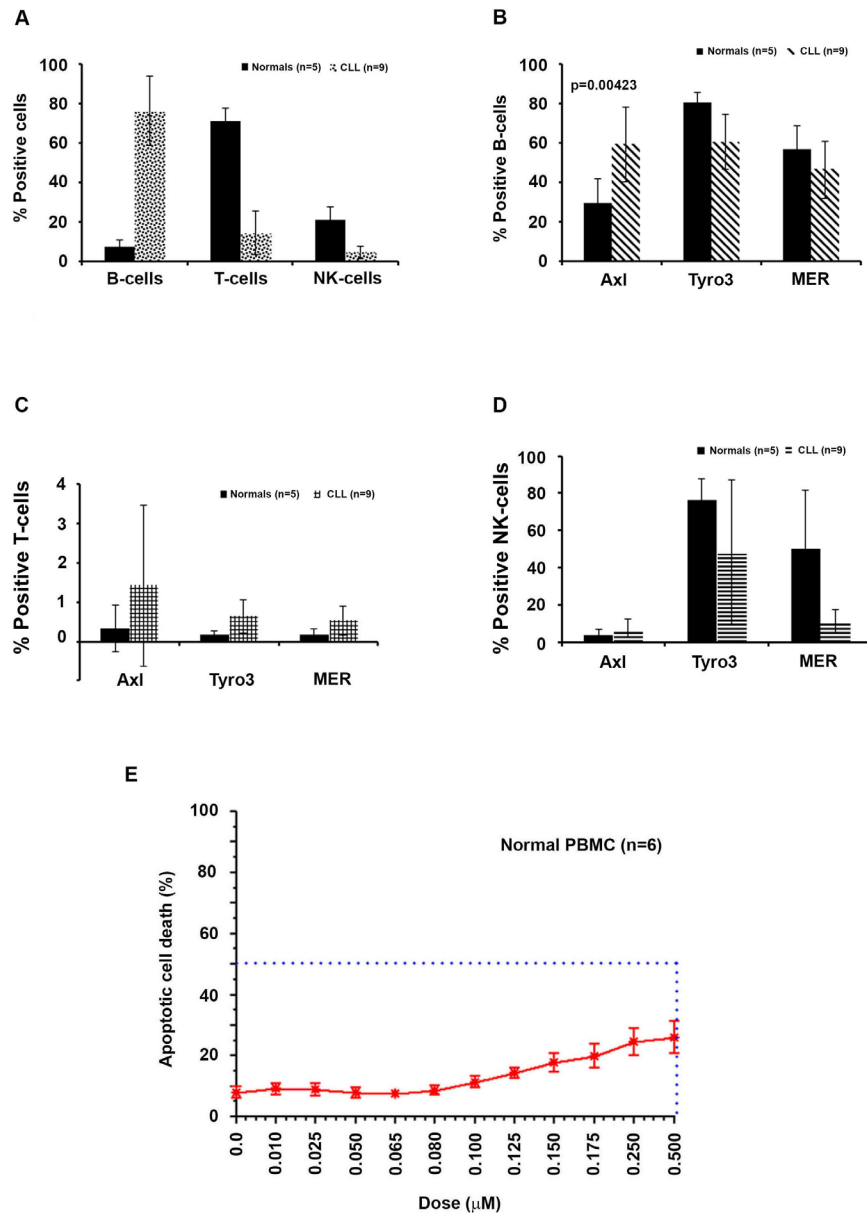 A
Normals (n=5) CLL (n=9)
% Positive cells
100
80
60
40
20
0
B-cells T-cells NK-cells
B
Normals (n=5) CLL (n=9)
p=0.00423
% Positive B-cells
100
80
60
40
20
0
Axl Tyro3 MER
C
Normals (n=5) CLL (n=9)
% Positive T-cells
4
3
2
1
0
Axl Tyro3 MER
D
Normals (n=5) CLL (n=9)
% Positive NK-cells
100
80
60
40
20
0
Axl Tyro3 MER
E
Normal PBMC (n=6)
Apoptotic cell death (%)
100
80
60
40
20
0
0.0 0.010 0.025 0.050 0.065 0.080 0.100 0.125 0.150 0.175 0.250 0.500
Dose (µM)